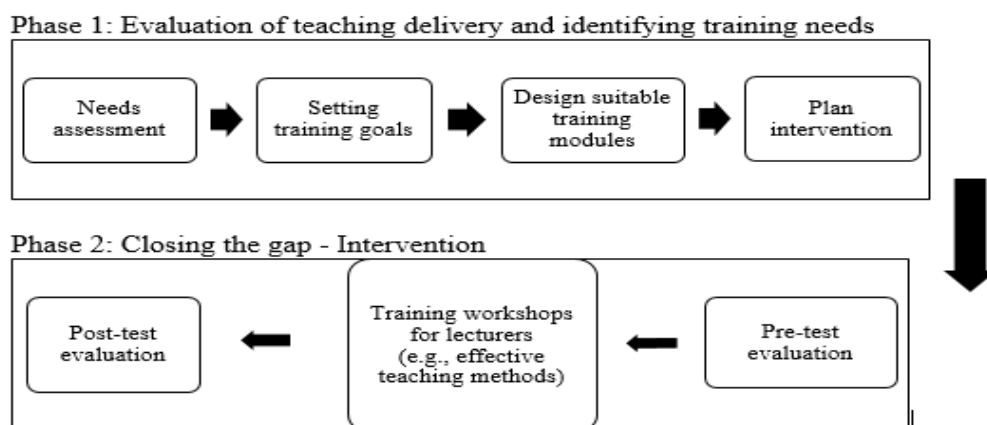 Phase 1: Evaluation of teaching delivery and identifying training needs
Needs
assessment
Setting
training goals
Design suitable
training
modules
Plan
intervention
Phase 2: Closing the gap - Intervention
Post-test
evaluation
Training workshops
for lecturers
(e.g., effective
teaching methods)
Pre-test
evaluation